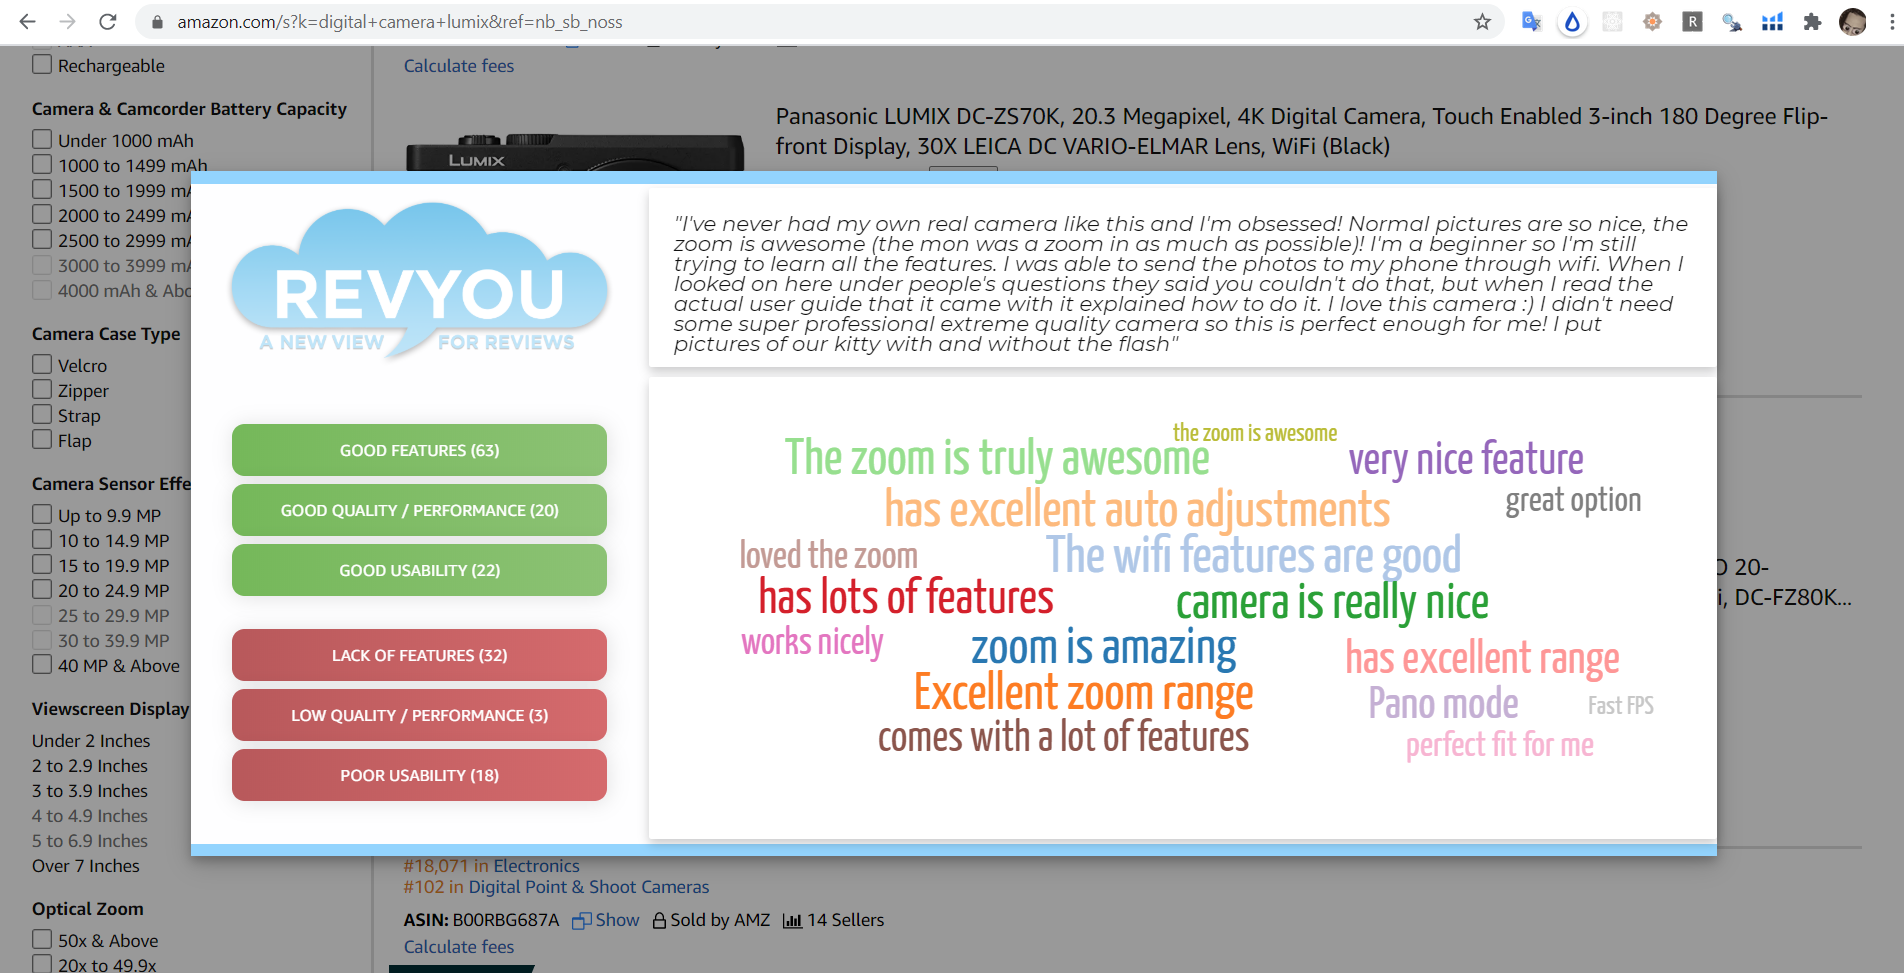 amazon.com/s?k=digital+camera+lumix&ref=nb_sb_noss
Rechargeable
Camera & Camcorder Battery Capacity
Under 1000 mAh
1000 to 1499 mAh
1500 to 1999 mA
2000 to 2499 mA
2500 to 2999 mA
3000 to 3999 mA
4000 mAh & Abo
Camera Case Type
Velcro
Zipper
Strap
Flap
Camera Sensor Effe
Up to 9.9 MP
10 to 14.9 MP
15 to 19.9 MP
20 to 24.9 MP
25 to 29.9 MP
30 to 39.9 MP
40 MP & Above
Viewscreen Display
Under 2 Inches
2 to 2.9 Inches
3 to 3.9 Inches
4 to 4.9 Inches
5 to 6.9 Inches
Over 7 Inches
Optical Zoom
50x & Above
20x to 49.9x
Calculate fees
LUMIX
Panasonic LUMIX DC-ZS70K, 20.3 Megapixel, 4K Digital Camera, Touch Enabled 3-inch 180 Degree Flip-
front Display, 30X LEICA DC VARIO-ELMAR Lens, WiFi (Black)
REVYOU
A NEW VIEW FOR REVIEWS
GOOD FEATURES (63)
GOOD QUALITY / PERFORMANCE (20)
GOOD USABILITY (22)
LACK OF FEATURES (32)
LOW QUALITY / PERFORMANCE (3)
POOR USABILITY (18)
"I've never had my own real camera like this and I'm obsessed! Normal pictures are so nice, the
zoom is awesome (the mon was a zoom in as much as possible)! I'm a beginner so I'm still
trying to learn all the features. I was able to send the photos to my phone through wifi. When I
looked on here under people's questions they said you couldn't do that, but when I read the
actual user guide that it came with it explained how to do it. I love this camera :) I didn't need
some super professional extreme quality camera so this is perfect enough for me! I put
pictures of our kitty with and without the flash"
the zoom is awesome
The zoom is truly awesome
very nice feature
has excellent auto adjustments
great option
loved the zoom
The wifi features are good
has lots of features
camera is really nice
works nicely
zoom is amazing
has excellent range
Excellent zoom range
Pano mode
Fast FPS
comes with a lot of features
perfect fit for me
O 20-
i, DC-FZ80K...
#18,071 in Electronics
#102 in Digital Point & Shoot Cameras
ASIN: B00RBG687A Show Sold by AMZ 14 Sellers
Calculate fees